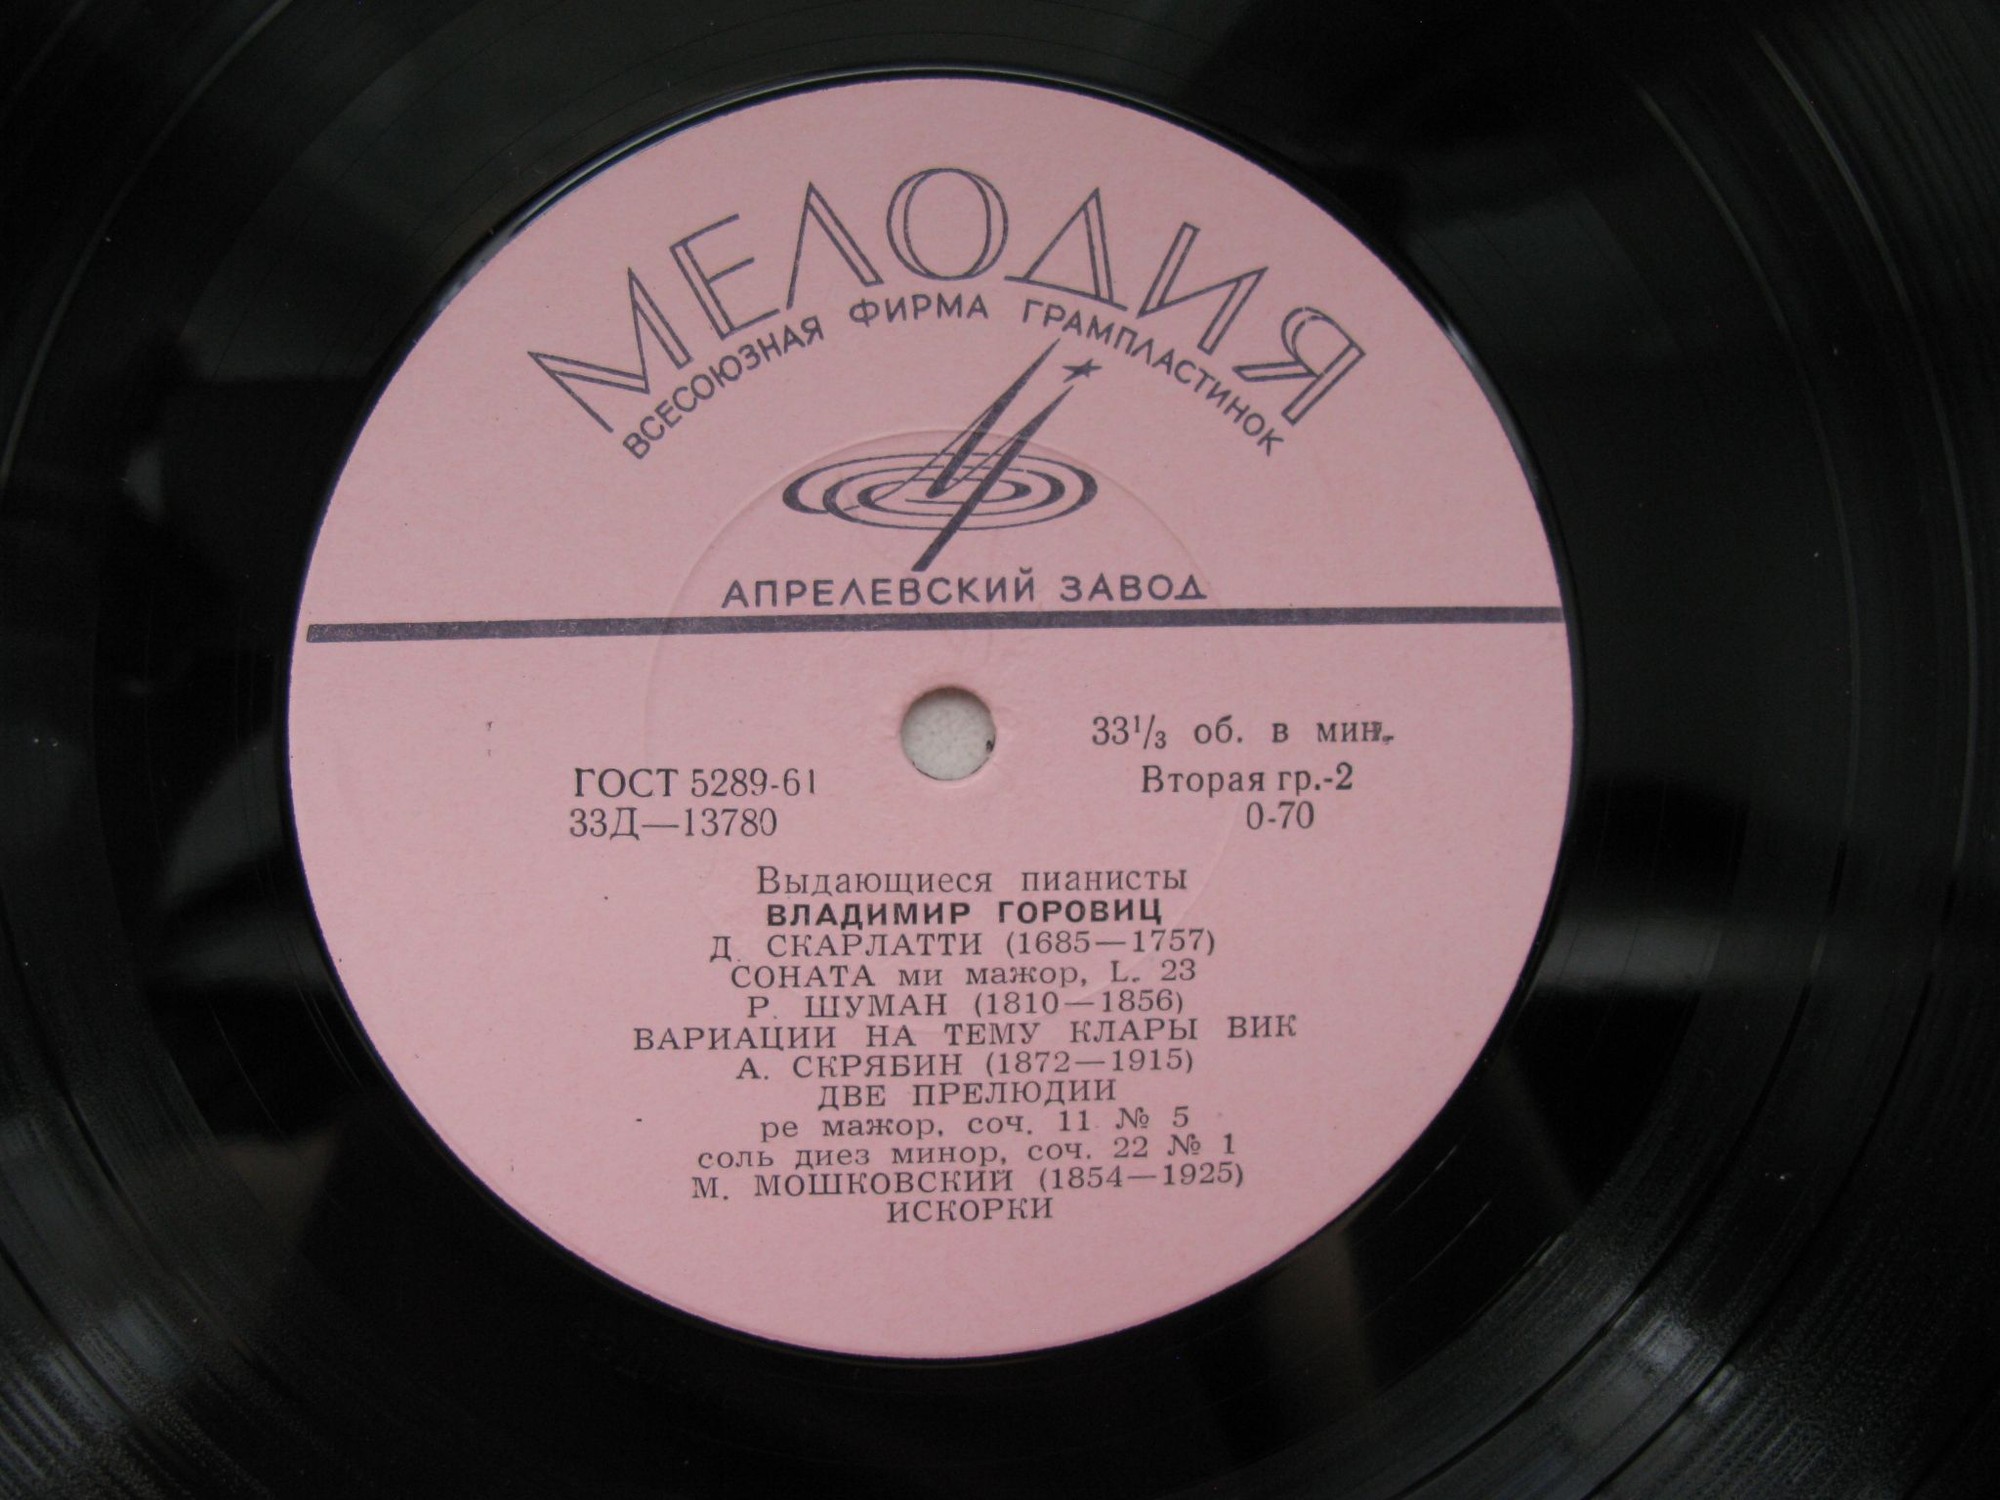 МЕЛОДИЯ
ВСЕСОЮЗНАЯ ФИРМА ГРАМПЛАСТИНОК
АПРЕЛЕВСКИЙ ЗАВОД
33⅓ об. в мин.
ГОСТ 5289-61
Вторая гр.-2
33Д—13780
0-70
Выдающиеся пианисты
ВЛАДИМИР ГОРОВИЦ
Д. СКАРЛАТТИ (1685—1757)
СОНАТА ми мажор, L. 23
Р. ШУМАН (1810—1856)
ВАРИАЦИИ НА ТЕМУ КЛАРЫ ВИК
А. СКРЯБИН (1872—1915)
ДВЕ ПРЕЛЮДИИ
ре мажор, соч. 11 № 5
соль диез минор, соч. 22 № 1
М. МОШКОВСКИЙ (1854—1925)
ИСКОРКИ